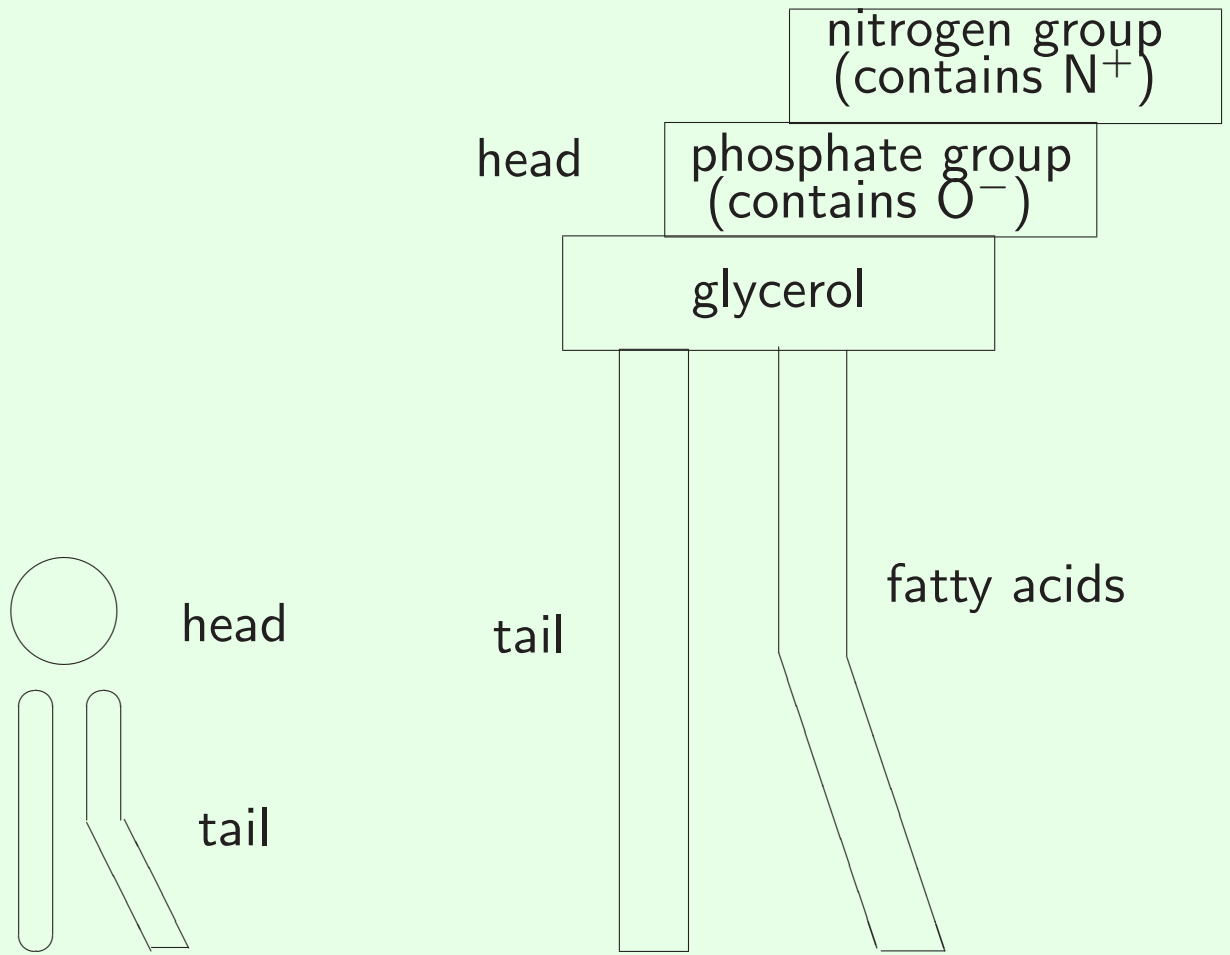 nitrogen group
(contains N⁺)
head
phosphate group
(contains O⁻)
glycerol
fatty acids
head
tail
tail